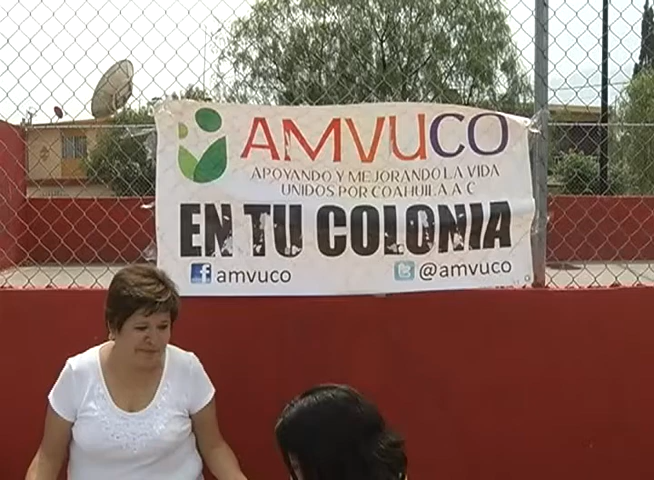 AMVUCO
APOYANDO Y MEJORANDO LA VIDA
UNIDOS POR COAHUILA A C
EN TU COLONIA
f amvuco @amvuco